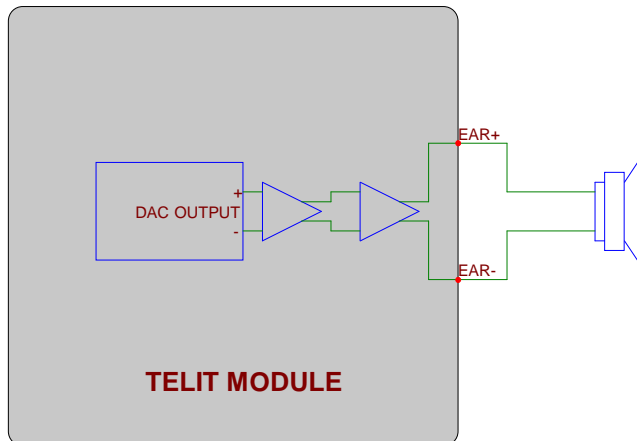 EAR+
+
DAC OUTPUT
-
EAR-
TELIT MODULE